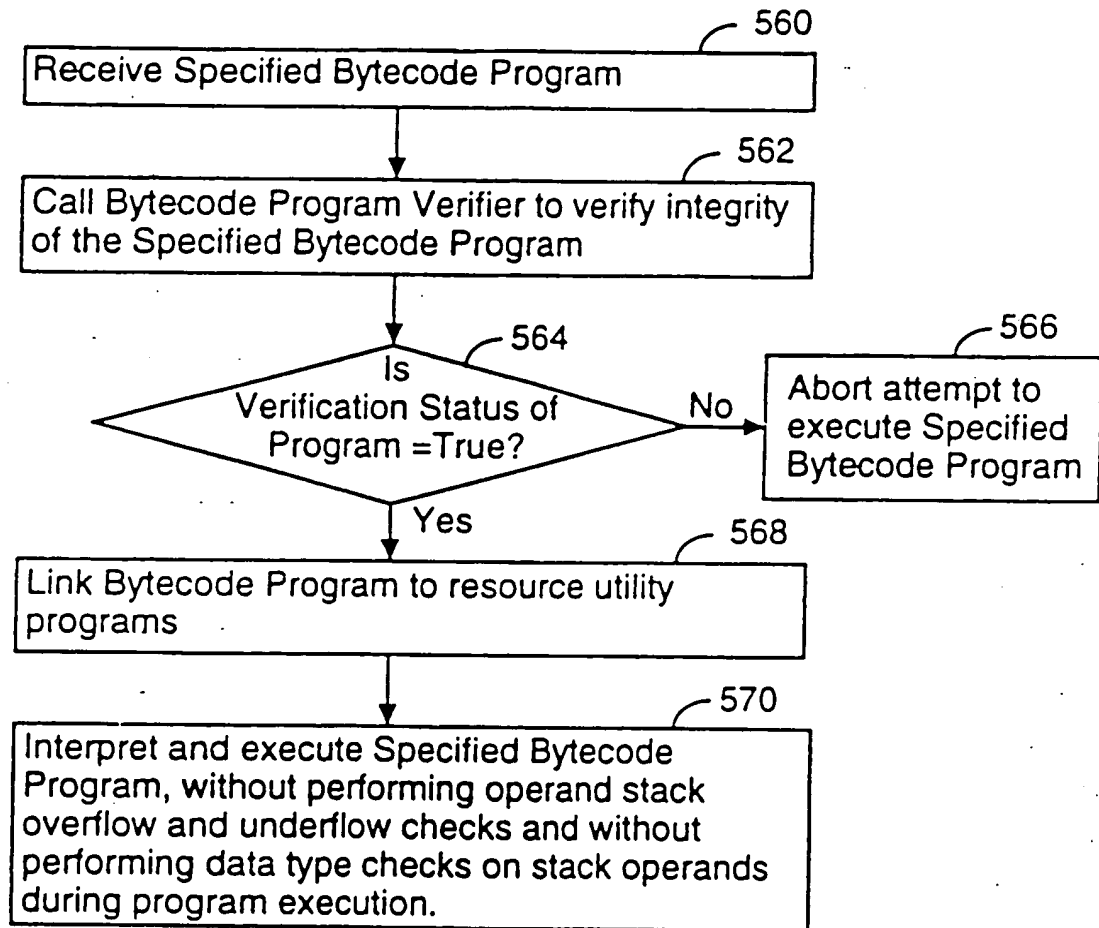 560
Receive Specified Bytecode Program
562
Call Bytecode Program Verifier to verify integrity
of the Specified Bytecode Program
564
Is
Verification Status of
Program =True?
No
566
Abort attempt to
execute Specified
Bytecode Program
Yes
568
Link Bytecode Program to resource utility
programs
570
Interpret and execute Specified Bytecode
Program, without performing operand stack
overflow and underflow checks and without
performing data type checks on stack operands
during program execution.